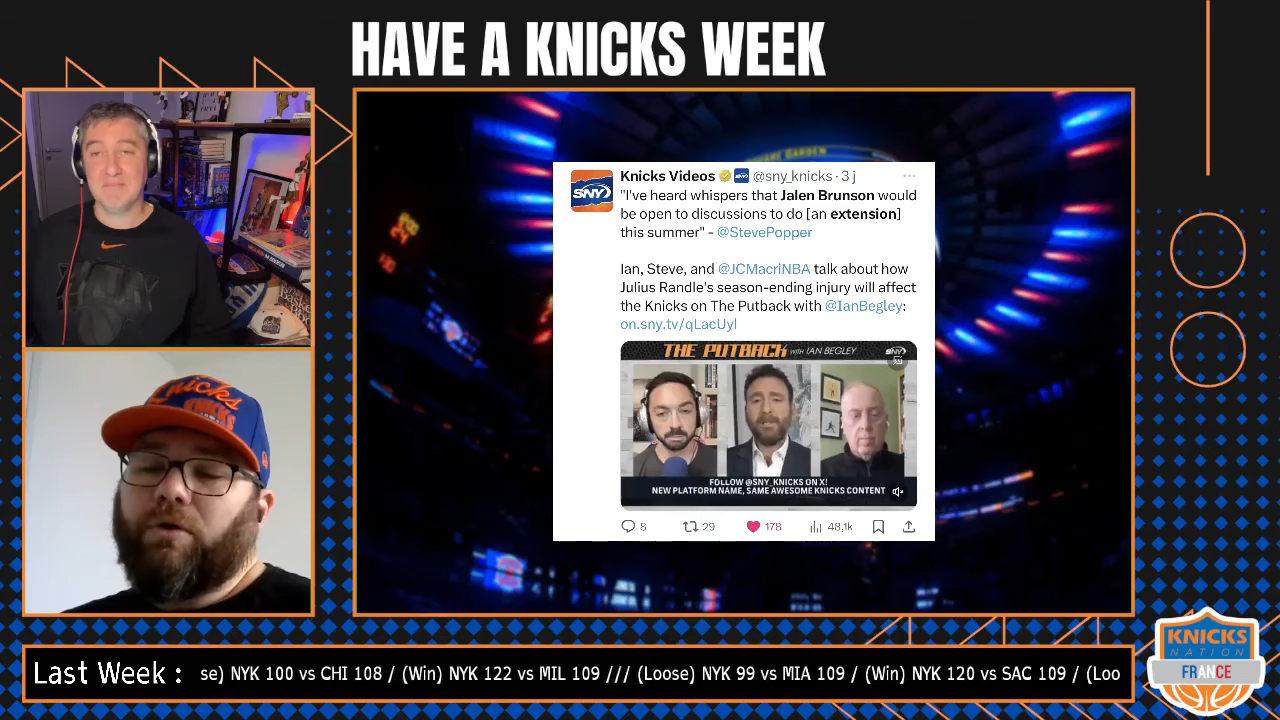 HAVE A KNICKS WEEK
GARDEN
Knicks Videos @sny_knicks · 3 j
SNY
"I've heard whispers that Jalen Brunson would
be open to discussions to do [an extension]
this summer" - @StevePopper
Ian, Steve, and @JCMacriNBA talk about how
Julius Randle's season-ending injury will affect
the Knicks on The Putback with @IanBegley:
on.sny.tv/qLacUyl
THE PUTBACK WITH IAN BEGLEY
SNY
FOLLOW @SNY_KNICKS ON X!
NEW PLATFORM NAME, SAME AWESOME KNICKS CONTENT
8 29 178 48,1k
Knicks
KNICKS
Last Week : se) NYK 100 vs CHI 108 / (Win) NYK 122 vs MIL 109 /// (Loose) NYK 99 vs MIA 109 / (Win) NYK 120 vs SAC 109 / (Loo
KNICKS
NATION
FRANCE